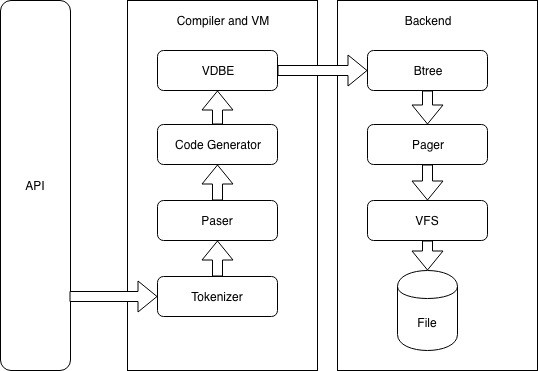 API
Compiler and VM
VDBE
Code Generator
Paser
Tokenizer
Backend
Btree
Pager
VFS
File